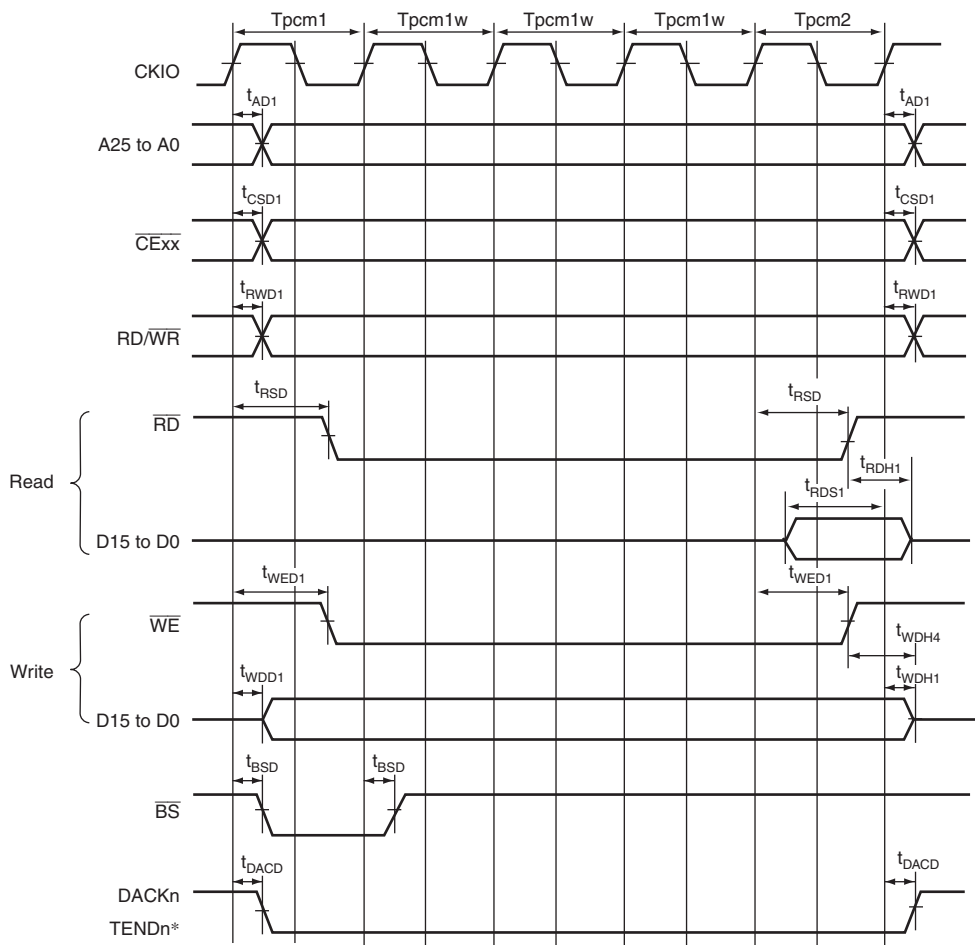 Tpcm1 Tpcm1w Tpcm1w Tpcm1w Tpcm2
CKIO
tAD1 tAD1
A25 to A0
tCSD1 tCSD1
CExx
tRWD1 tRWD1
RD/WR
tRSD tRSD
RD
tRDH1
Read
tRDS1
D15 to D0
tWED1 tWED1
WE
tWDH4
Write
tWDD1 tWDH1
D15 to D0
tBSD tBSD
BS
tDACD tDACD
DACKn
TENDn*